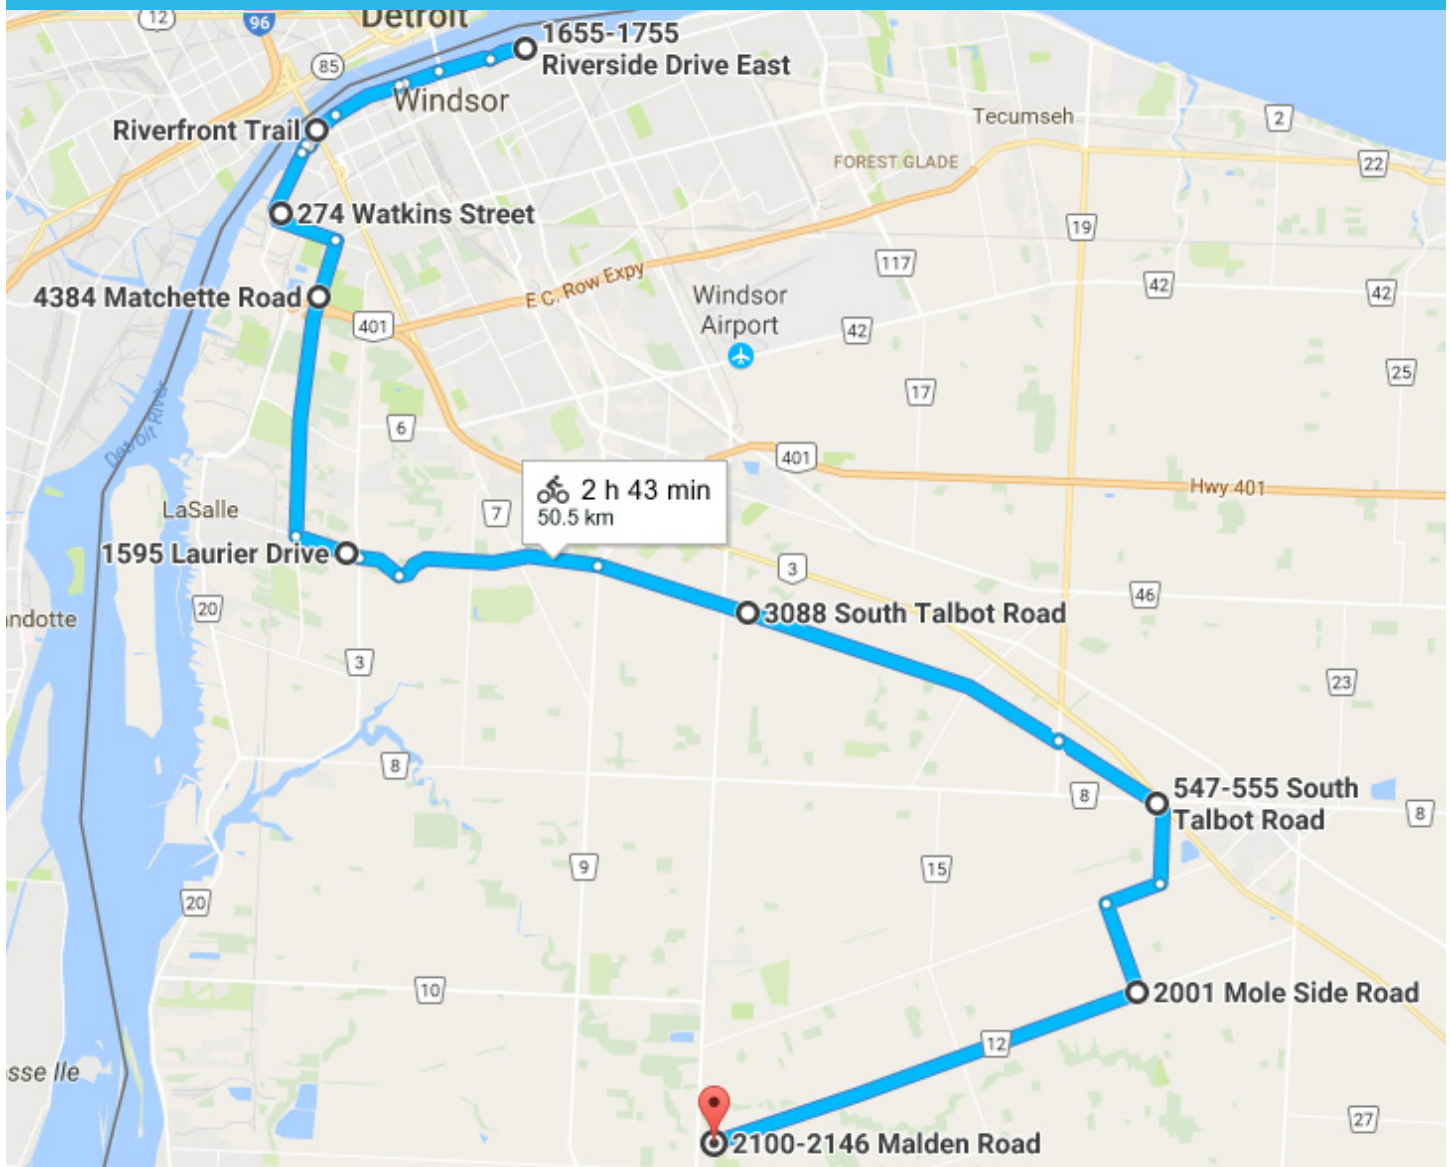 Detroit
12
96
1655-1755
Riverside Drive East
85
Windsor
Tecumseh
2
Riverfront Trail
FOREST GLADE
22
274 Watkins Street
19
117
E.C. Row Expy
42
42
4384 Matchette Road
Windsor
Airport
401
42
25
17
Detroit River
6
401
Hwy 401
2 h 43 min
50.5 km
LaSalle
7
1595 Laurier Drive
3
46
20
andotte
3088 South Talbot Road
3
23
8
547-555 South
Talbot Road
8
8
9
15
20
10
2001 Mole Side Road
12
sse Ile
27
2100-2146 Malden Road